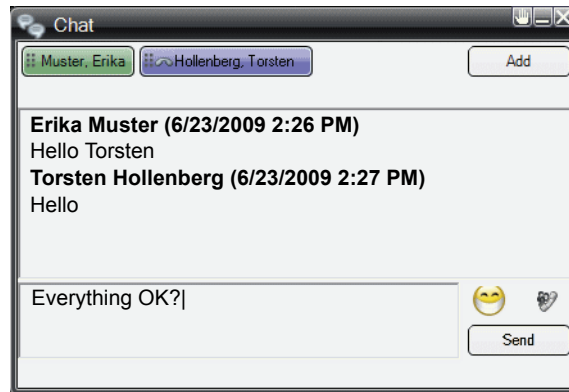 Chat
Muster, Erika
Hollenberg, Torsten
Add
Erika Muster (6/23/2009 2:26 PM)
Hello Torsten
Torsten Hollenberg (6/23/2009 2:27 PM)
Hello
Everything OK?
Send